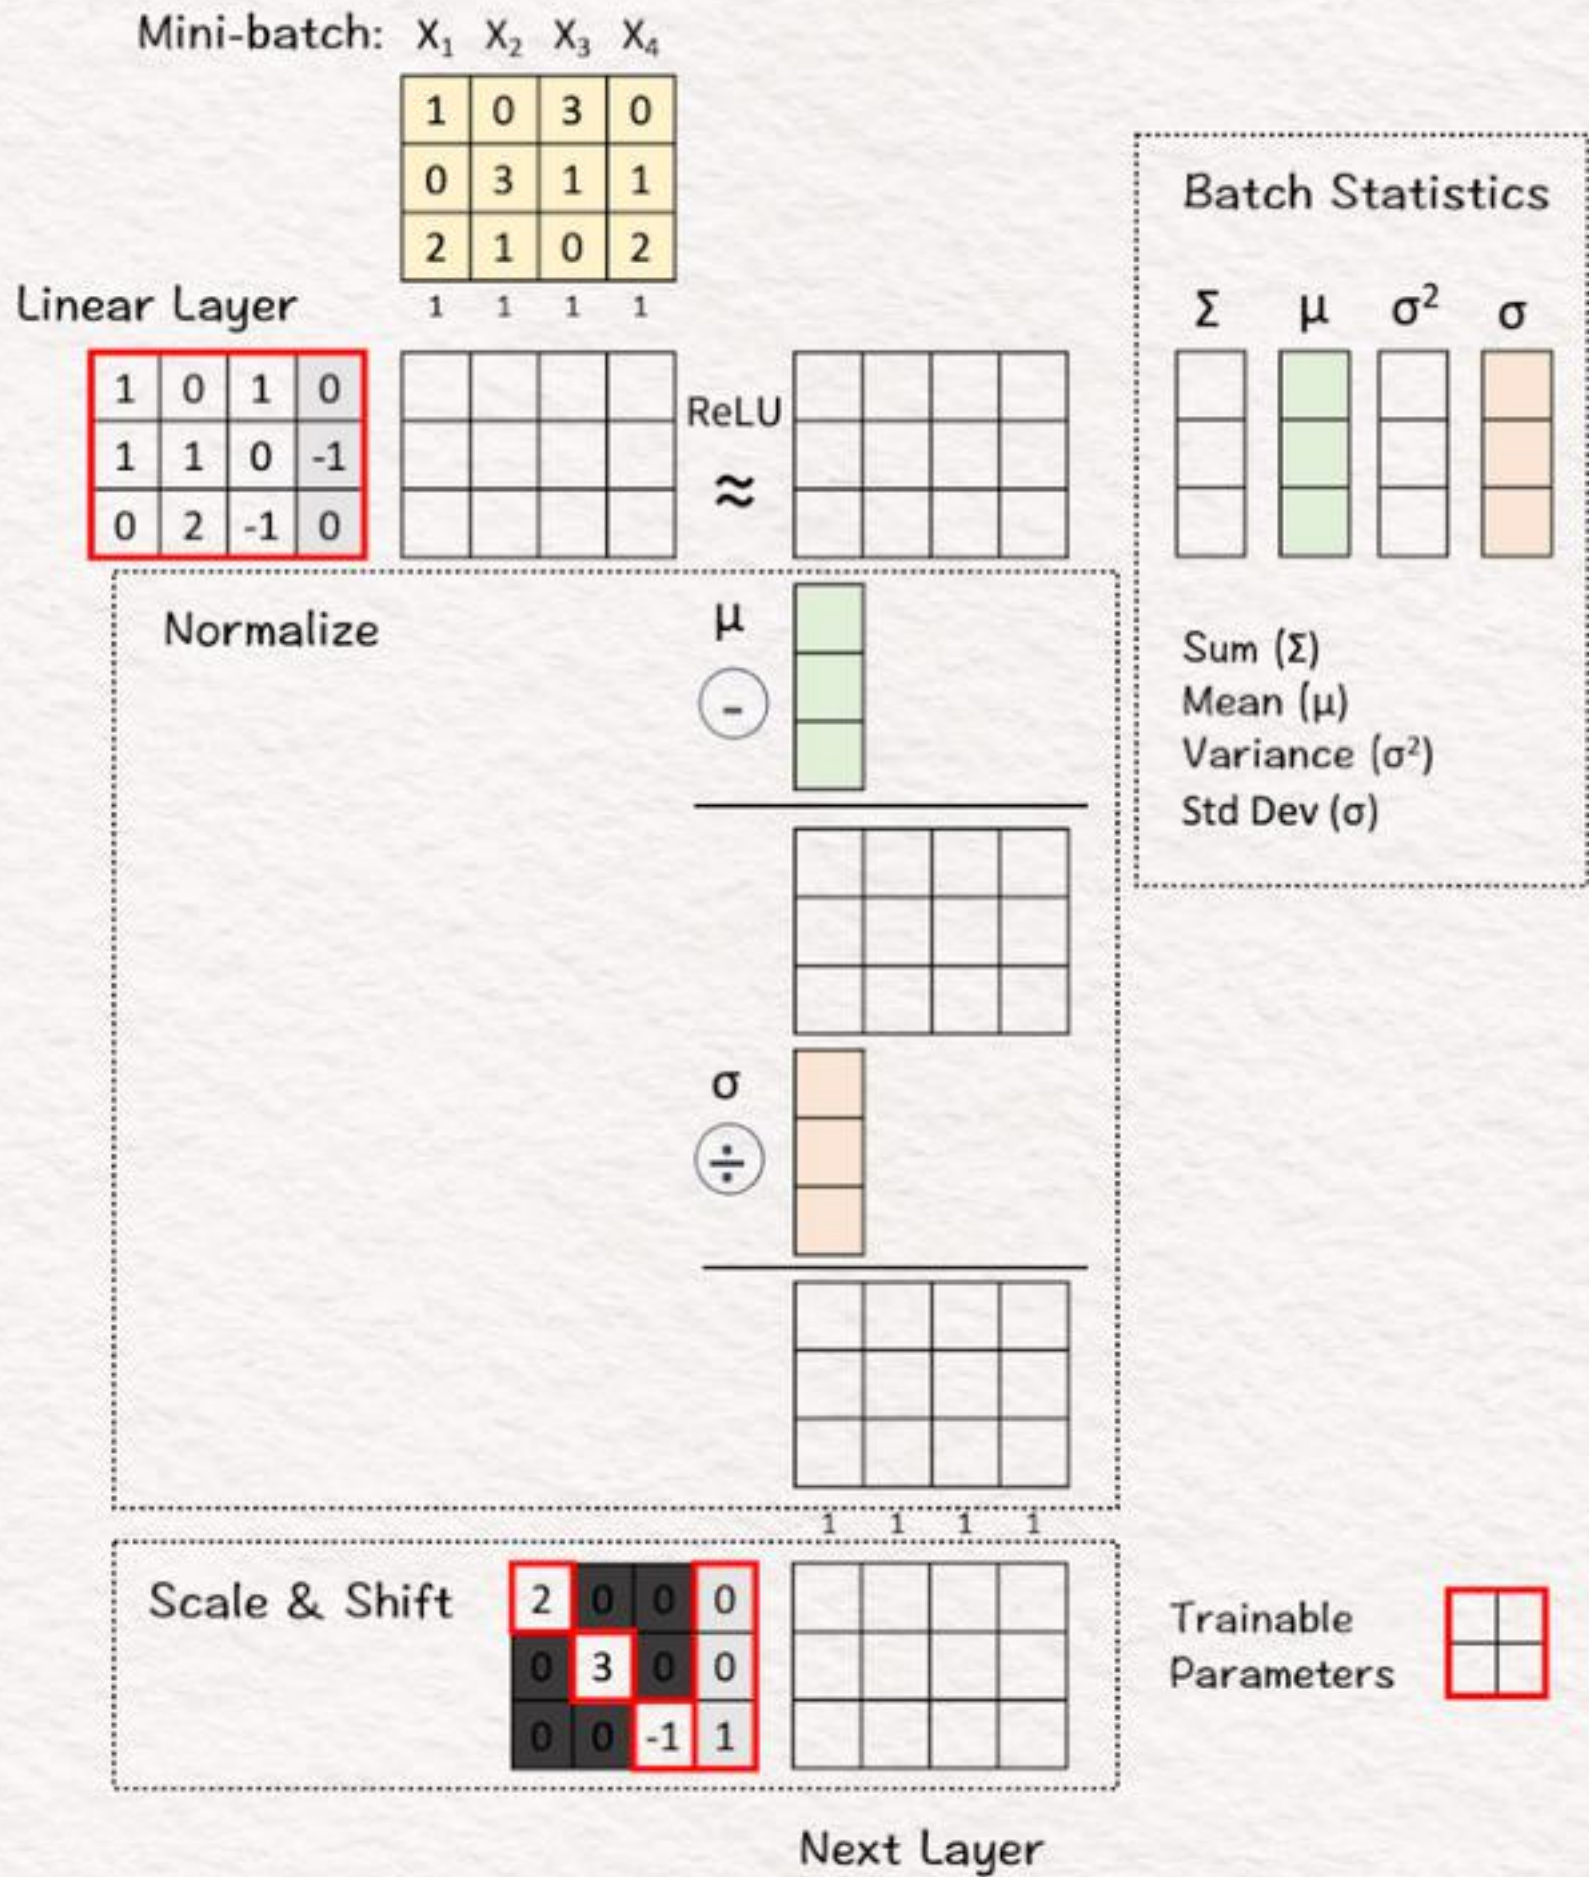 Mini-batch: X₁ X₂ X₃ X₄
1 0 3 0
0 3 1 1
2 1 0 2
1 1 1 1
Linear Layer
1 0 1 0
1 1 0 -1
0 2 -1 0
ReLU
≈
Batch Statistics
Σ μ σ² σ
Sum (Σ)
Mean (μ)
Variance (σ²)
Std Dev (σ)
Normalize
μ
-
σ
÷
1 1 1 1
Scale & Shift
2 0 0 0
0 3 0 0
0 0 -1 1
Trainable
Parameters
Next Layer